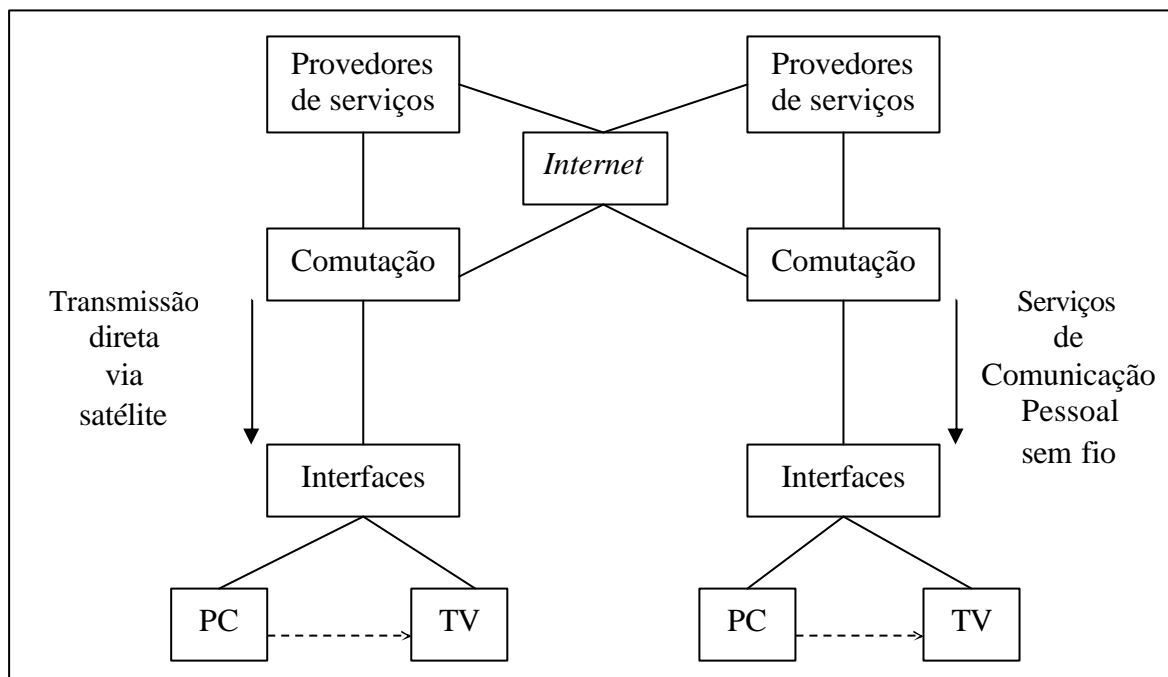 Provedores
de serviços
Provedores
de serviços
Internet
Comutação
Comutação
Transmissão
direta
via
satélite
Serviços
de
Comunicação
Pessoal
sem fio
Interfaces
Interfaces
PC
TV
PC
TV